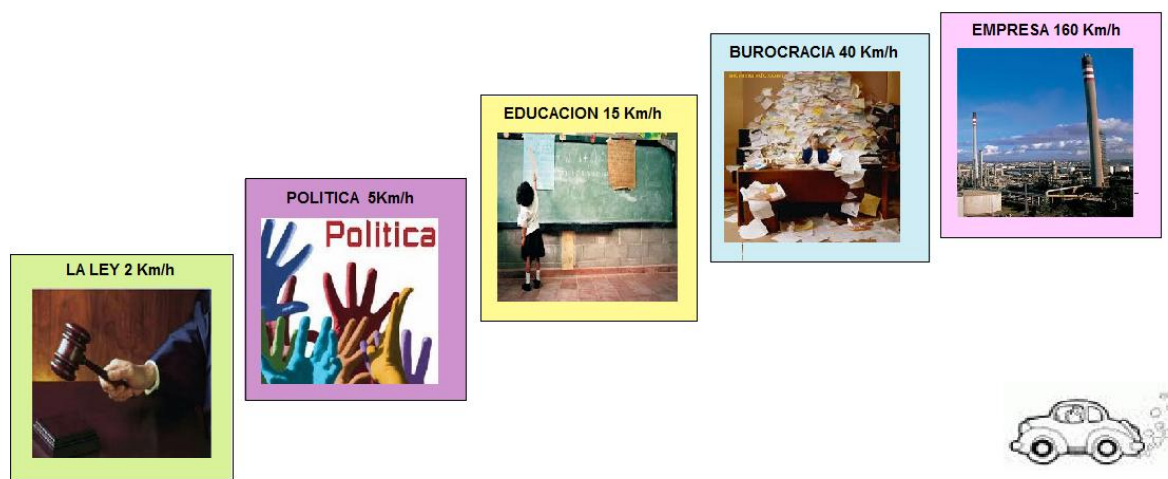 LA LEY 2 Km/h
POLITICA 5Km/h
Politica
EDUCACION 15 Km/h
BUROCRACIA 40 Km/h
EMPRESA 160 Km/h